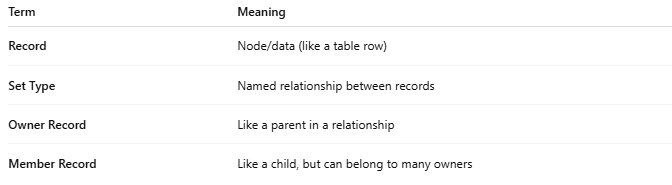 Term Meaning
Record Node/data (like a table row)
Set Type Named relationship between records
Owner Record Like a parent in a relationship
Member Record Like a child, but can belong to many owners